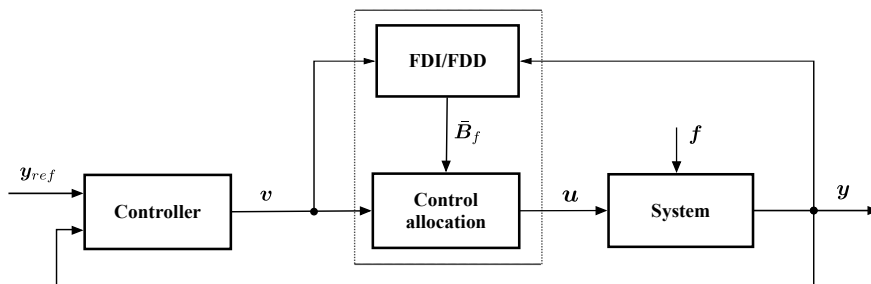 FDI/FDD
B̄_f
f
y_ref
Controller
v
Control
allocation
u
System
y